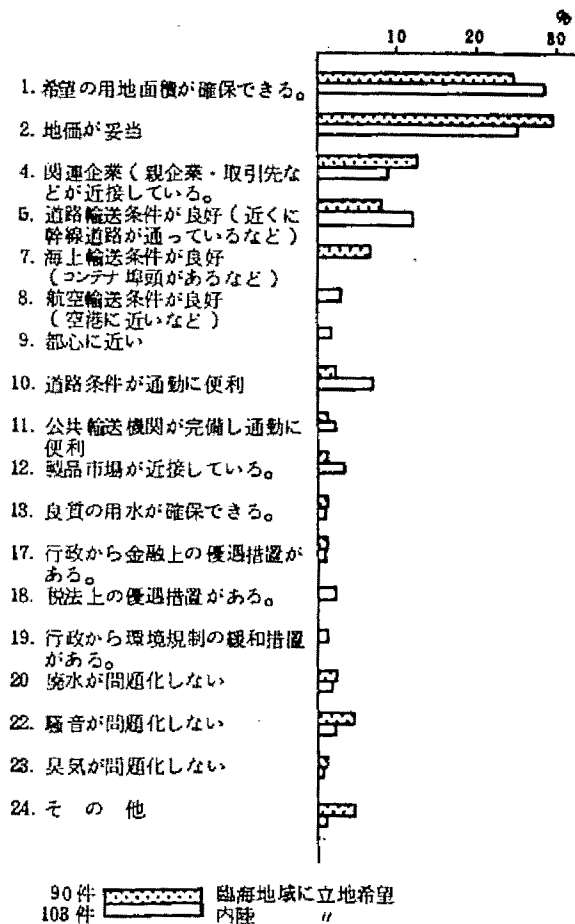 %
10 20 30
1. 希望の用地面積が確保できる。
2. 地価が妥当
4. 関連企業(親企業・取引先な
どが近接している。
5. 道路輸送条件が良好(近くに
幹線道路が通っているなど)
7. 海上輸送条件が良好
(コンテナ埠頭があるなど)
8. 航空輸送条件が良好
(空港に近いなど)
9. 都心に近い
10. 道路条件が通勤に便利
11. 公共輸送機関が完備し通勤に
便利
12. 製品市場が近接している。
13. 良質の用水が確保できる。
17. 行政から金融上の優遇措置が
ある。
18. 税法上の優遇措置がある。
19. 行政から環境規制の緩和措置
がある。
20 廃水が問題化しない
22. 騒音が問題化しない
23. 臭気が問題化しない
24. その他
90件 臨海地域に立地希望
103件 内陸 〃